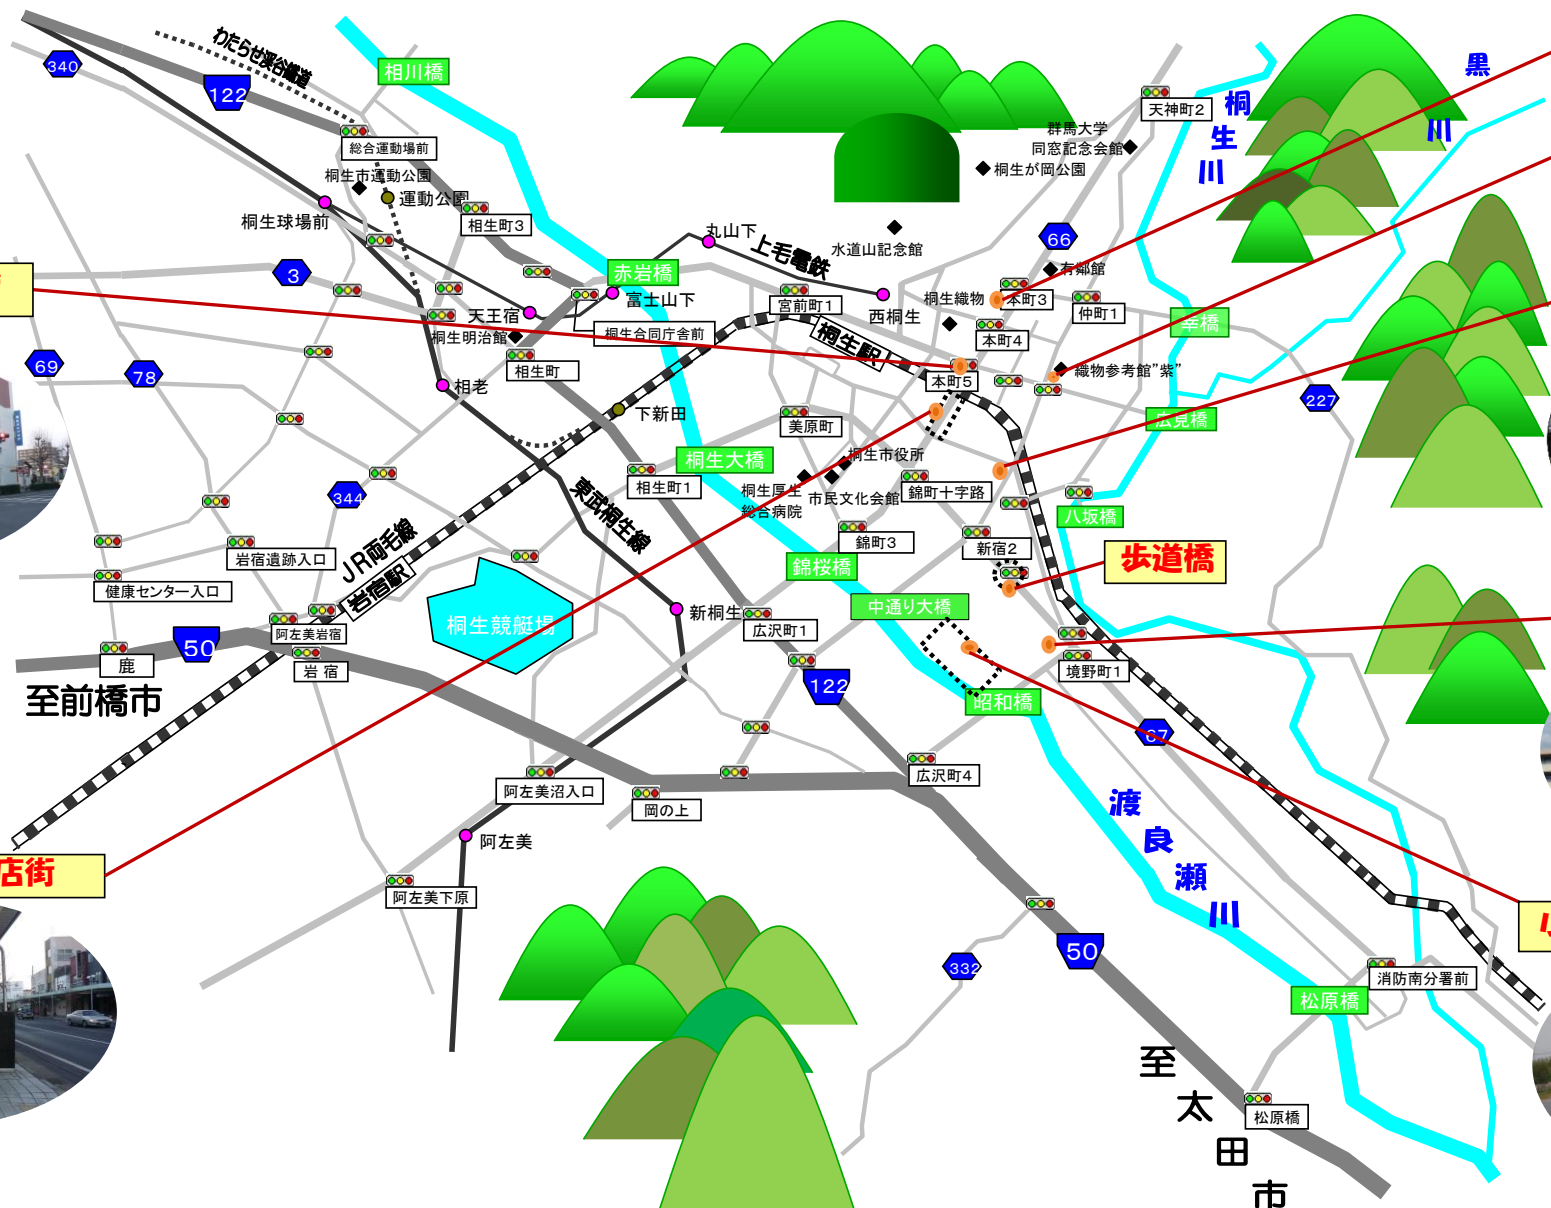 わたらせ渓谷鐵道
340
122
相川橋
総合運動場前
桐生市運動公園
運動公園
桐生球場前
相生町3
3
赤岩橋
富士山下
丸山下
上毛電鉄
水道山記念館
天神町2
群馬大学
同窓記念会館
桐生が岡公園
桐
生
川
黒
川
66
有鄰館
桐生織物
本町3
仲町1
幸橋
天王宿
桐生明治館
桐生合同庁舎前
宮前町1
西桐生
本町4
桐生駅
69
78
相生町
相老
本町5
織物参考館”紫”
227
下新田
美原町
広見橋
桐生大橋
桐生市役所
344
相生町1
桐生厚生
総合病院
市民文化会館
錦町十字路
八坂橋
東武桐生線
JR両毛線
岩宿駅
岩宿遺跡入口
錦町3
新宿2
歩道橋
錦桜橋
健康センター入口
中通り大橋
桐生競艇場
新桐生
広沢町1
阿左美岩宿
50
鹿
岩 宿
至前橋市
122
境野町1
昭和橋
67
広沢町4
阿左美沼入口
岡の上
渡
良
瀬
川
阿左美
店街
阿左美下原
332
50
消防南分署前
松原橋
至
太
田
市
松原橋